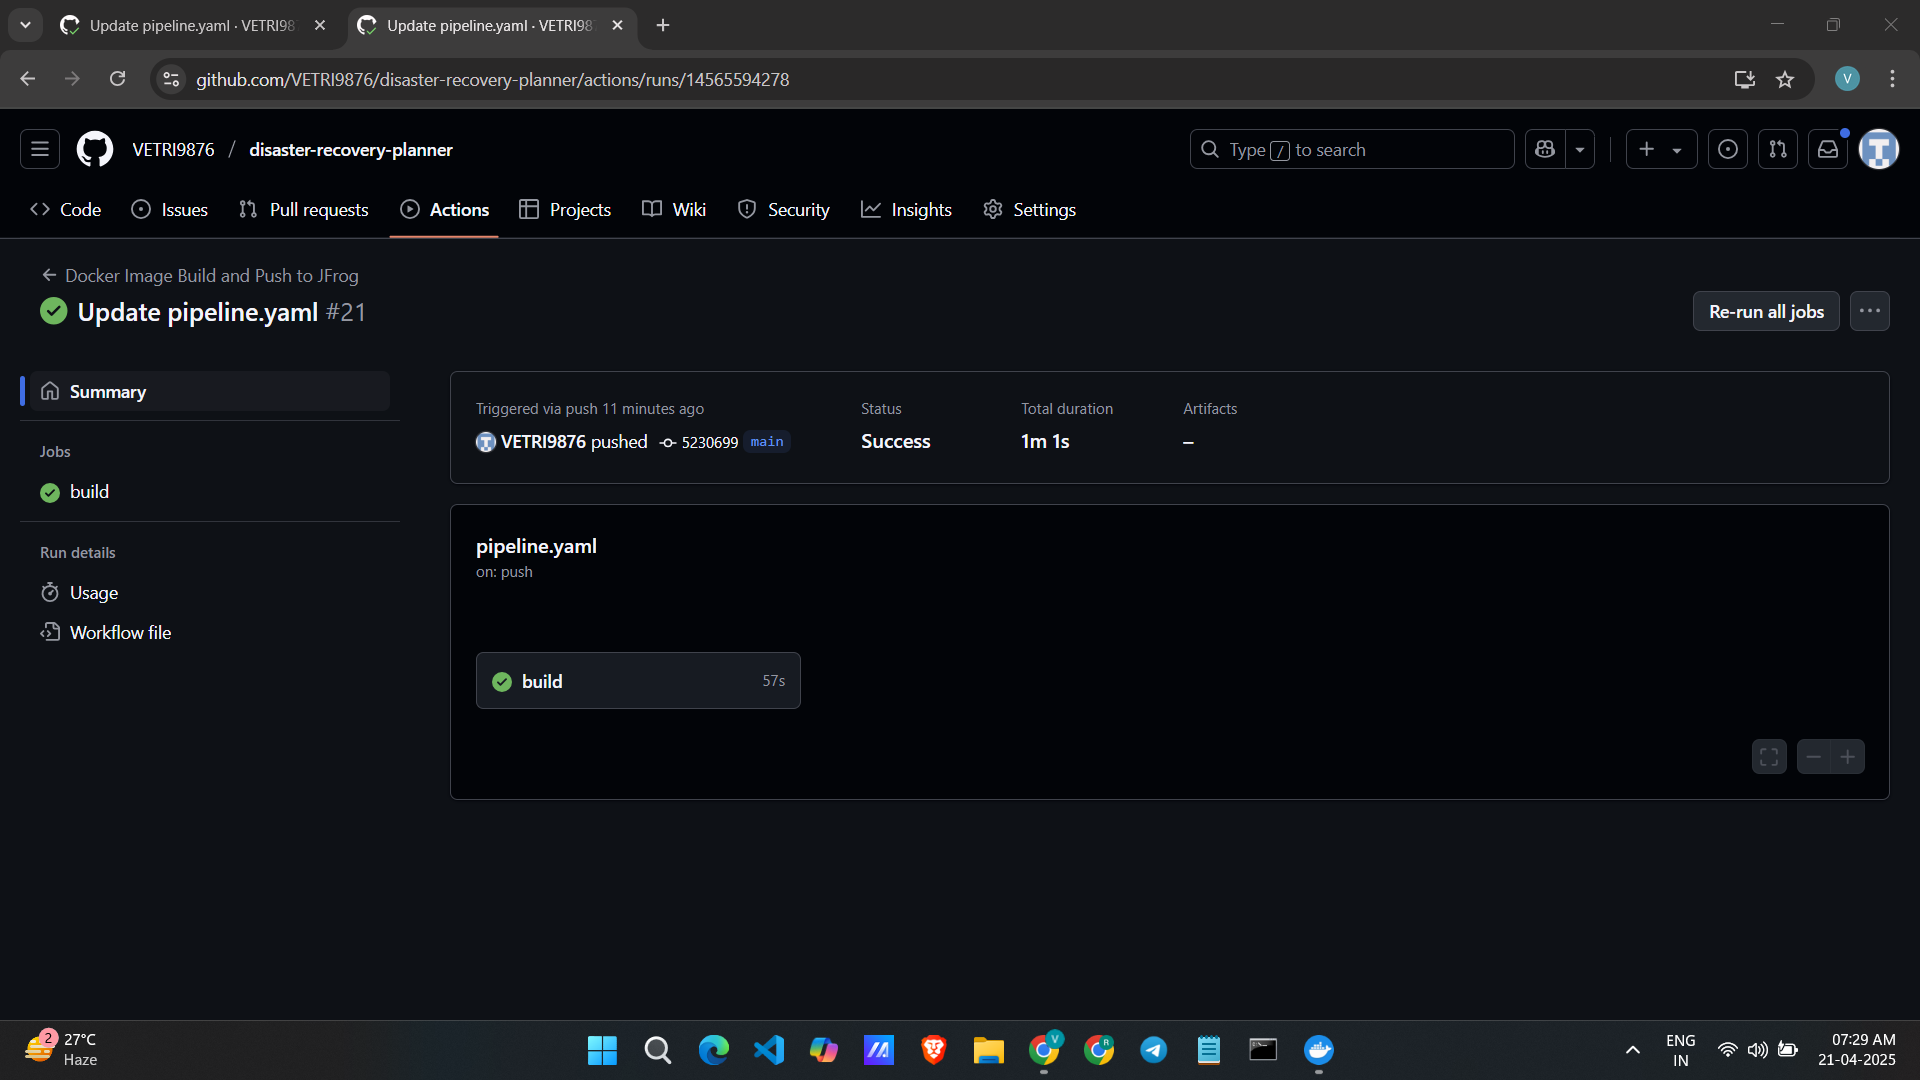 Update pipeline.yaml · VETRI98
Update pipeline.yaml · VETRI98
github.com/VETRI9876/disaster-recovery-planner/actions/runs/14565594278
V
VETRI9876 / disaster-recovery-planner
Type / to search
Code
Issues
Pull requests
Actions
Projects
Wiki
Security
Insights
Settings
Docker Image Build and Push to JFrog
Update pipeline.yaml #21
Re-run all jobs
Summary
Jobs
build
Run details
Usage
Workflow file
Triggered via push 11 minutes ago
VETRI9876 pushed 5230699 main
Status
Success
Total duration
1m 1s
Artifacts
–
pipeline.yaml
on: push
build 57s
2
27°C
Haze
V
R
ENG
IN
07:29 AM
21-04-2025